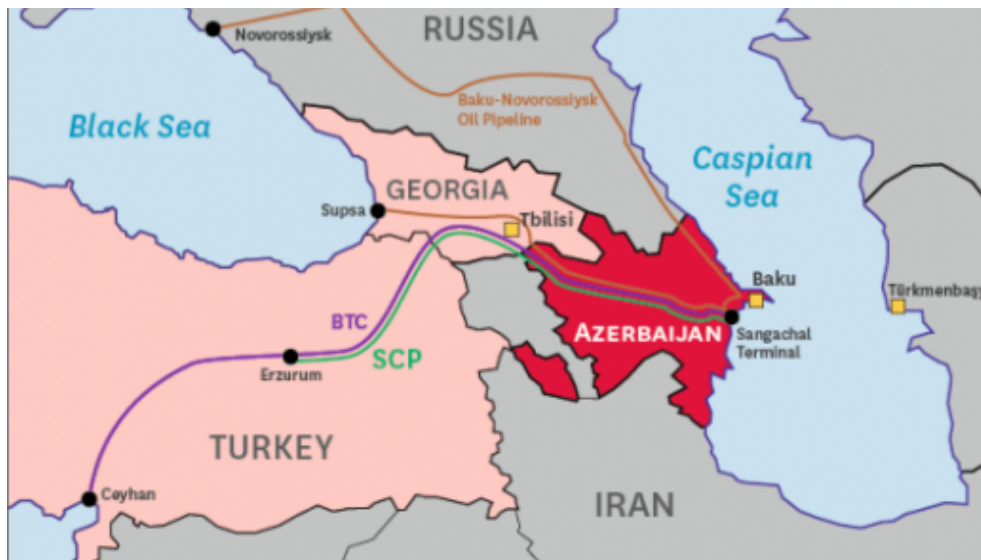 RUSSIA
Novorossiysk
Baku-Novorossiysk
Oil Pipeline
Black Sea
Caspian
Sea
GEORGIA
Supsa
Tbilisi
Baku
Türkmenbaşy
BTC
AZERBAIJAN
Sangachal
Terminal
SCP
Erzurum
TURKEY
Ceyhan
IRAN